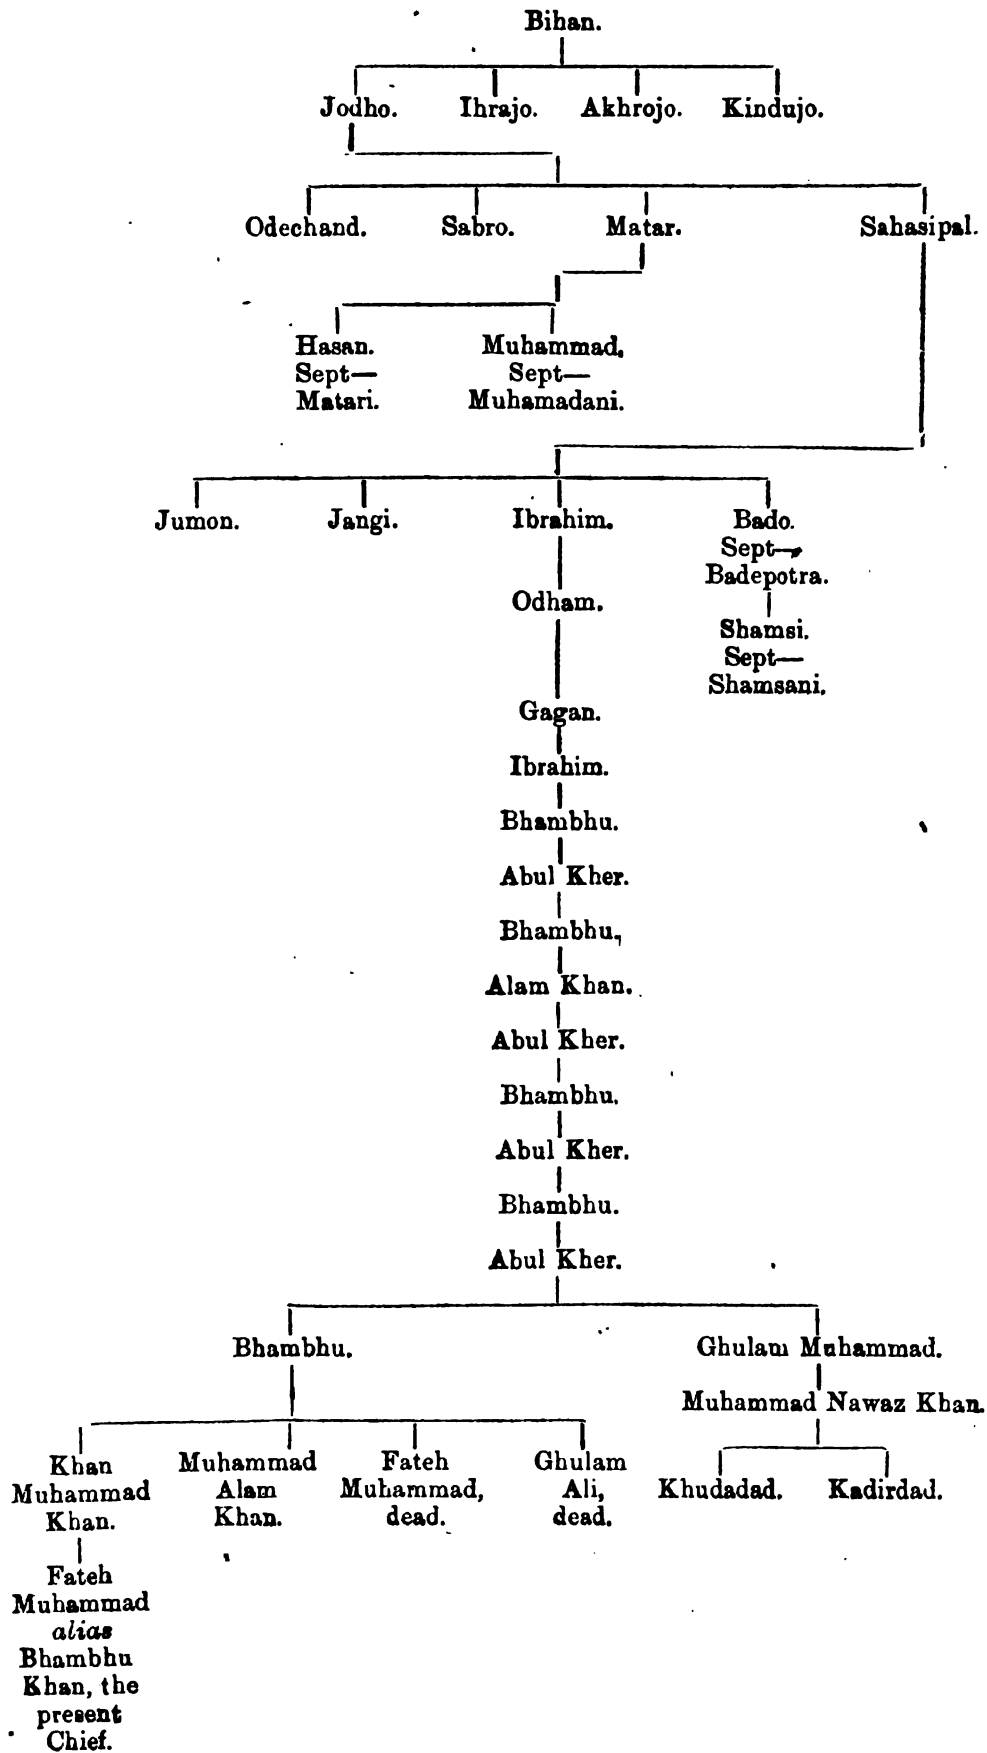 Bihan.
Jodho. Ihrajo. Akhrojo. Kindujo.
Odechand. Sabro. Matar. Sahasipal.
Hasan.
Sept—
Matari.
Muhammad.
Sept—
Muhamadani.
Jumon. Jangi. Ibrahim. Bado.
Sept—
Badepotra.
Shamsi.
Sept—
Shamsani.
Odham.
Gagan.
Ibrahim.
Bhambhu.
Abul Kher.
Bhambhu,
Alam Khan.
Abul Kher.
Bhambhu.
Abul Kher.
Bhambhu.
Abul Kher.
Bhambhu. Ghulam Muhammad.
Muhammad Nawaz Khan.
Khan
Muhammad
Khan.
Muhammad
Alam
Khan.
Fateh
Muhammad,
dead.
Ghulam
Ali,
dead.
Khudadad. Kadirdad.
Fateh
Muhammad
alias
Bhambhu
Khan, the
present
Chief.